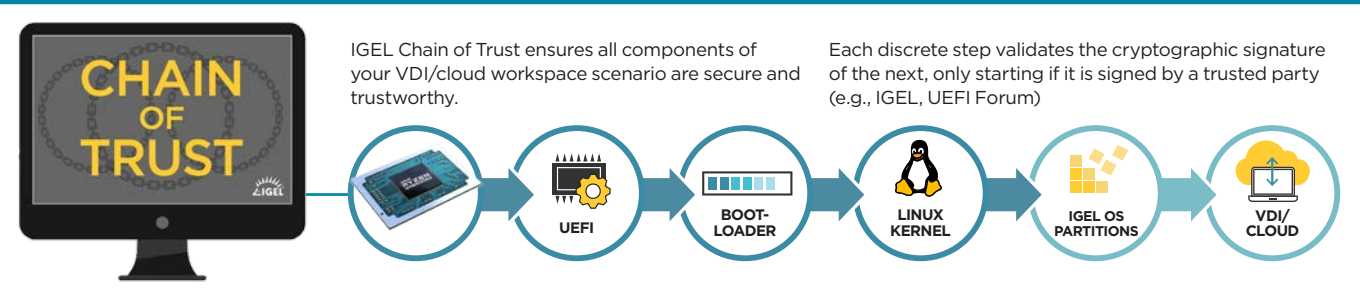 CHAIN
OF
TRUST
IGEL
IGEL Chain of Trust ensures all components of
your VDI/cloud workspace scenario are secure and
trustworthy.
Each discrete step validates the cryptographic signature
of the next, only starting if it is signed by a trusted party
(e.g., IGEL, UEFI Forum)
RYZEN
UEFI
BOOT-
LOADER
LINUX
KERNEL
IGEL OS
PARTITIONS
VDI/
CLOUD